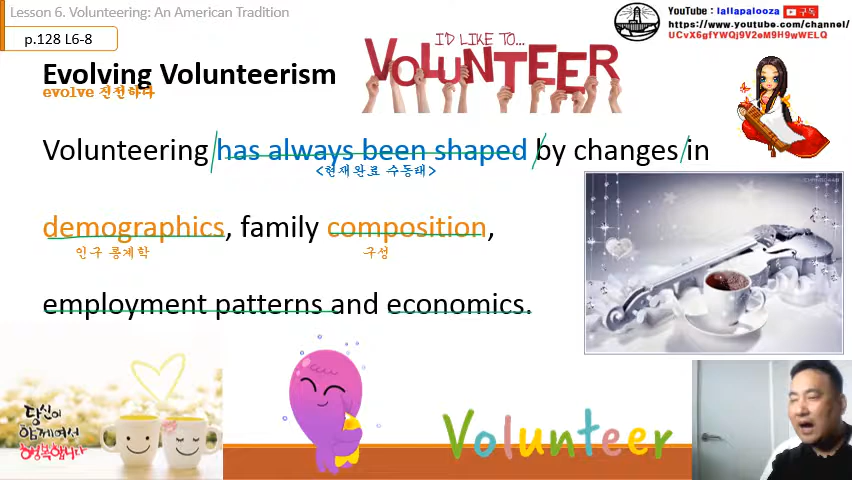 Lesson 6. Volunteering: An American Tradition
p.128 L6-8
YouTube : lallapalooza 구독
https://www.youtube.com/channel/
UCvX6gfYWQj9V2eM9H9wWELQ
I'D LIKE TO...
VOLUNTEER
Evolving Volunteerism
evolve 진전하다
Volunteering has always been shaped by changes in
<현재완료 수동태>
demographics, family composition,
인구 통계학
구성
employment patterns and economics.
당신이
함께여서
행복합니다
Volunteer